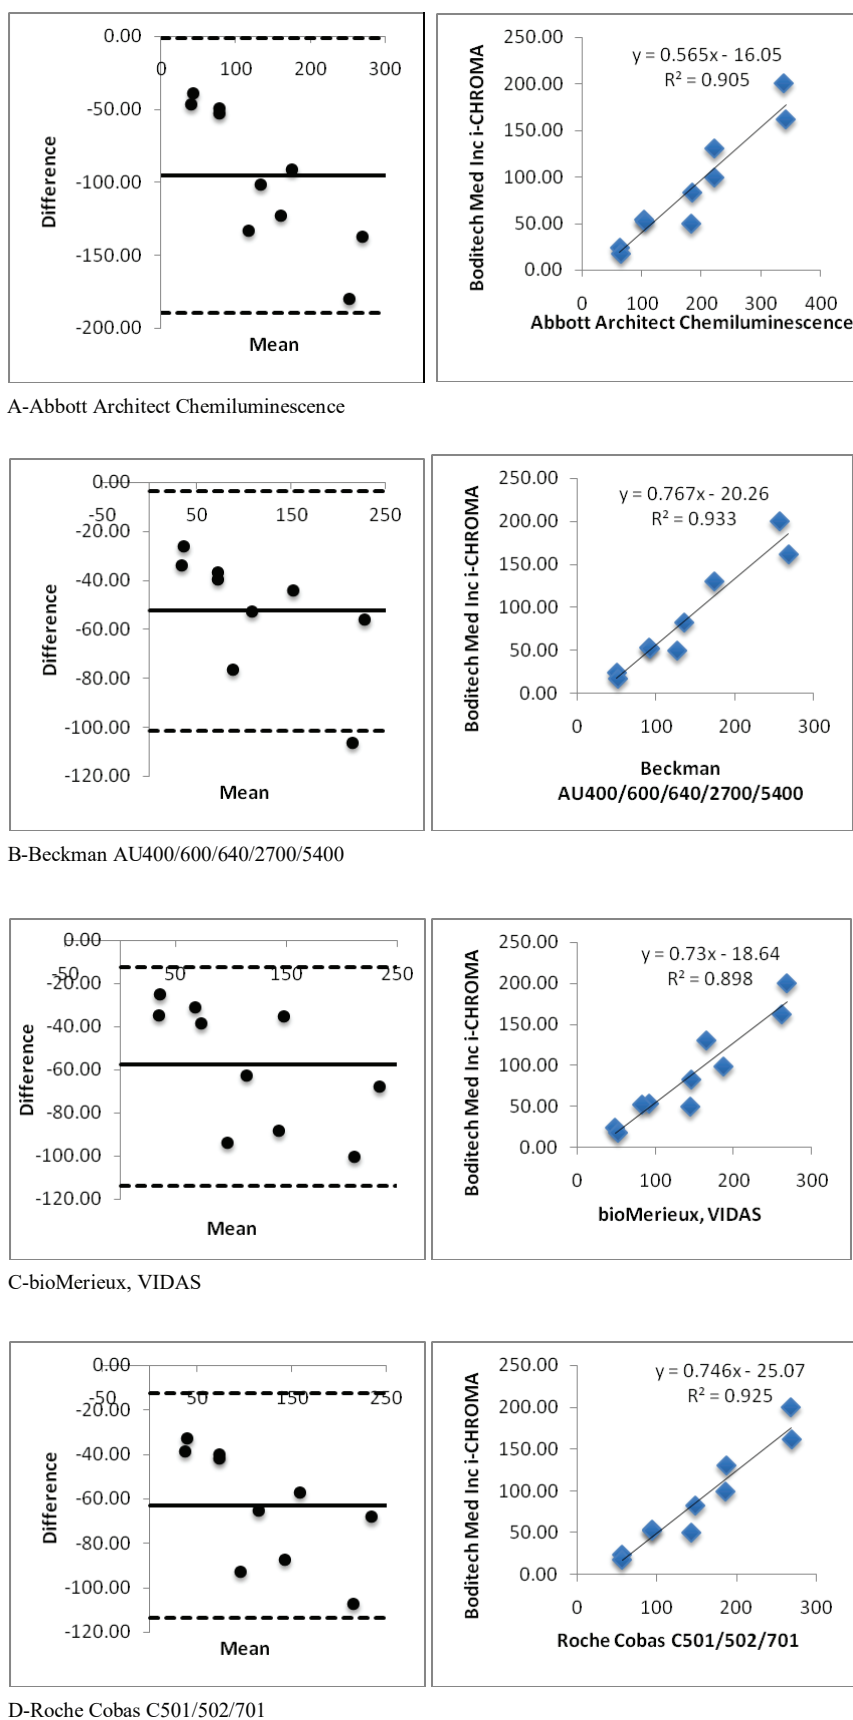 0.00
0 100 200 300
-50.00
-100.00
-150.00
-200.00
Difference
Mean
250.00
200.00
150.00
100.00
50.00
0.00
0 100 200 300 400
y = 0.565x - 16.05
R² = 0.905
Boditech Med Inc i-CHROMA
Abbott Architect Chemiluminescence
A-Abbott Architect Chemiluminescence
0.00
-50 50 150 250
-20.00
-40.00
-60.00
-80.00
-100.00
-120.00
Difference
Mean
250.00
200.00
150.00
100.00
50.00
0.00
0 100 200 300
y = 0.767x - 20.26
R² = 0.933
Boditech Med Inc i-CHROMA
Beckman
AU400/600/640/2700/5400
B-Beckman AU400/600/640/2700/5400
0.00
-50 50 150 250
-20.00
-40.00
-60.00
-80.00
-100.00
-120.00
Difference
Mean
250.00
200.00
150.00
100.00
50.00
0.00
0 100 200 300
y = 0.73x - 18.64
R² = 0.898
Boditech Med Inc i-CHROMA
bioMerieux, VIDAS
C-bioMerieux, VIDAS
0.00
-50 50 150 250
-20.00
-40.00
-60.00
-80.00
-100.00
-120.00
Difference
Mean
250.00
200.00
150.00
100.00
50.00
0.00
0 100 200 300
y = 0.746x - 25.07
R² = 0.925
Boditech Med Inc i-CHROMA
Roche Cobas C501/502/701
D-Roche Cobas C501/502/701